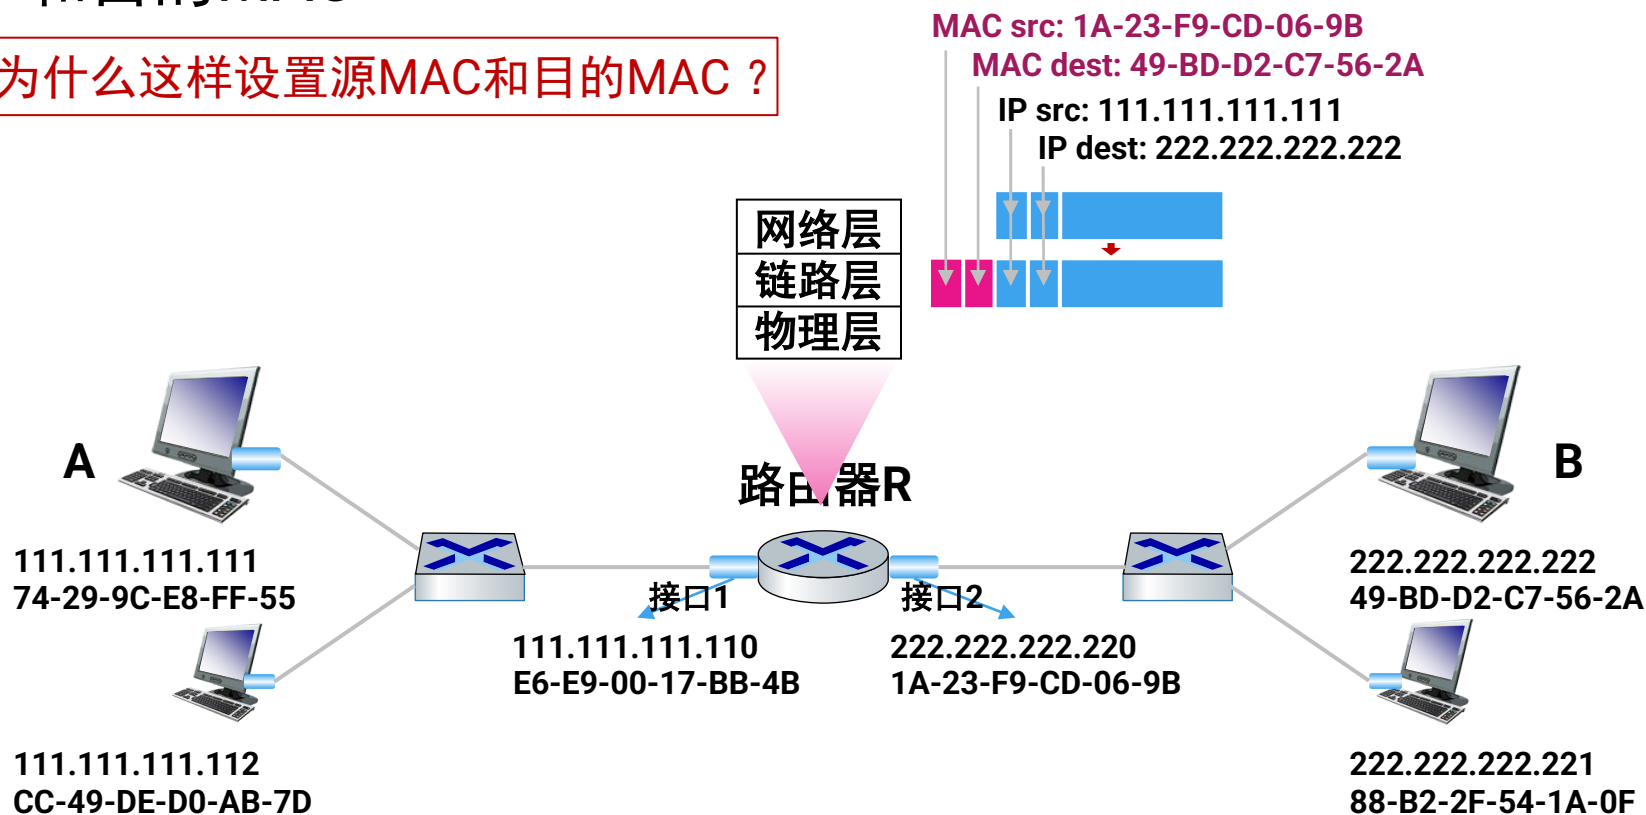 和目的MAC
为什么这样设置源MAC和目的MAC？
MAC src: 1A-23-F9-CD-06-9B
MAC dest: 49-BD-D2-C7-56-2A
IP src: 111.111.111.111
IP dest: 222.222.222.222
网络层
链路层
物理层
A
路由器R
B
111.111.111.111
74-29-9C-E8-FF-55
接口1
接口2
222.222.222.222
49-BD-D2-C7-56-2A
111.111.111.110
E6-E9-00-17-BB-4B
222.222.222.220
1A-23-F9-CD-06-9B
111.111.111.112
CC-49-DE-D0-AB-7D
222.222.222.221
88-B2-2F-54-1A-0F